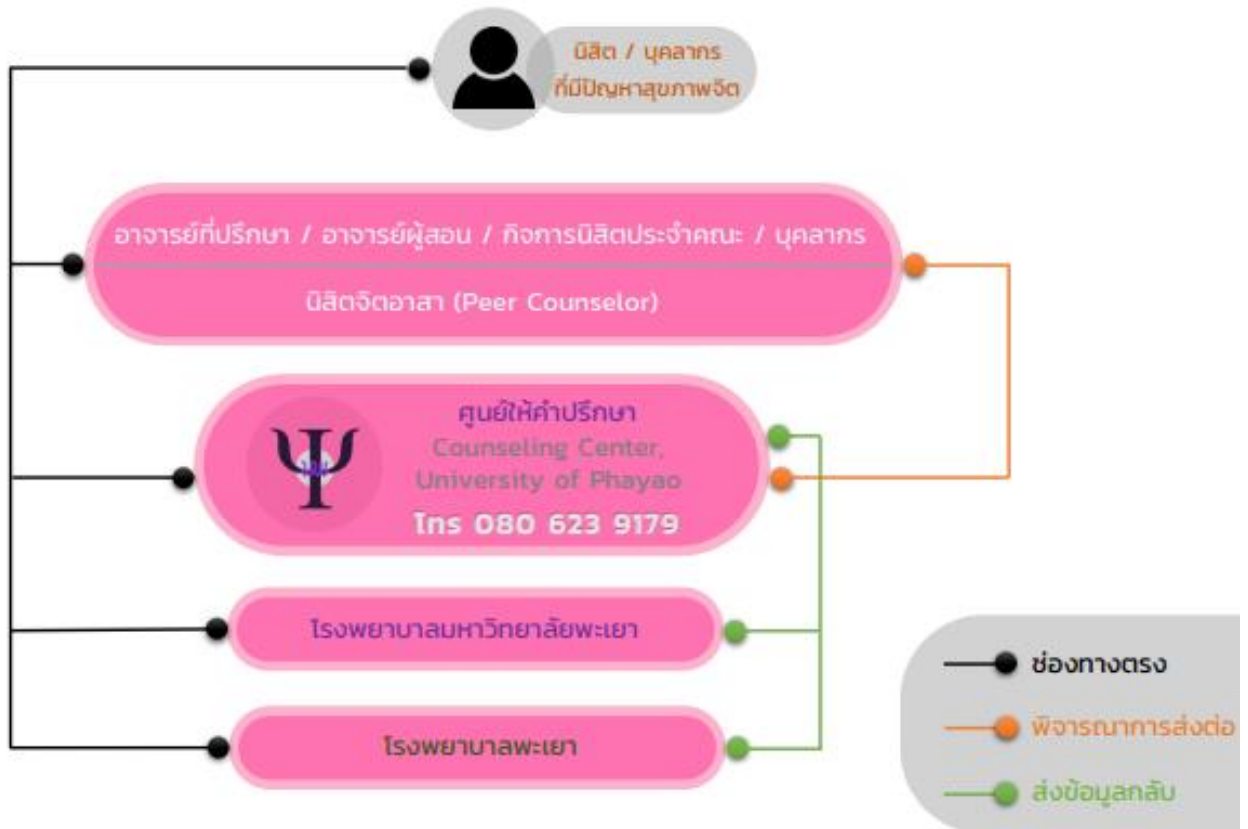 นิสิต / บุคลากร
ที่มีปัญหาสุขภาพจิต
อาจารย์ที่ปรึกษา / อาจารย์ผู้สอน / กิจการนิสิตประจำคณะ / บุคลากร
นิสิตจิตอาสา (Peer Counselor)
ศูนย์ให้คำปรึกษา
Counseling Center,
University of Phayao
โทร 080 623 9179
โรงพยาบาลมหาวิทยาลัยพะเยา
โรงพยาบาลพะเยา
ช่องทางตรง
พิจารณาการส่งต่อ
ส่งข้อมูลกลับ